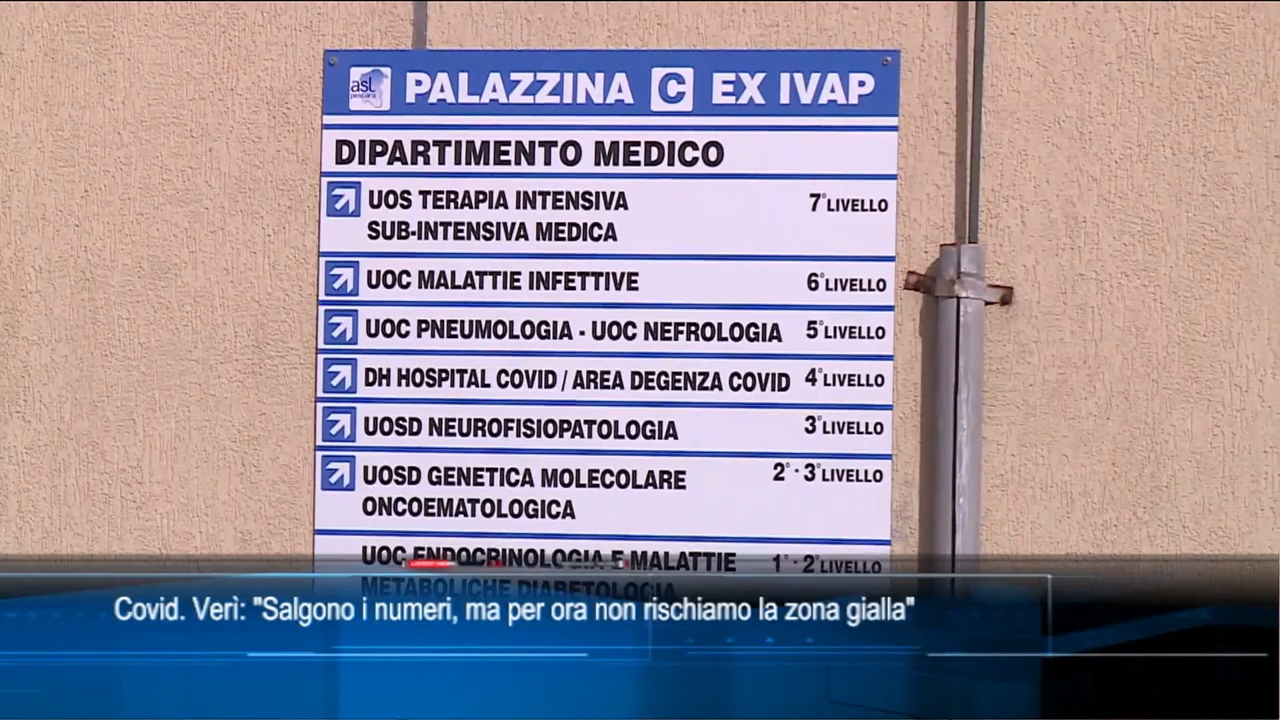 asl
pescara
PALAZZINA C EX IVAP
DIPARTIMENTO MEDICO
UOS TERAPIA INTENSIVA 7°LIVELLO
SUB-INTENSIVA MEDICA
UOC MALATTIE INFETTIVE 6°LIVELLO
UOC PNEUMOLOGIA - UOC NEFROLOGIA 5°LIVELLO
DH HOSPITAL COVID / AREA DEGENZA COVID 4°LIVELLO
UOSD NEUROFISIOPATOLOGIA 3°LIVELLO
UOSD GENETICA MOLECOLARE 2°-3°LIVELLO
ONCOEMATOLOGICA
UOC ENDOCRINOLOGIA E MALATTIE 1°-2°LIVELLO
METABOLICHE DIABETOLOGIA
Covid. Verì: "Salgono i numeri, ma per ora non rischiamo la zona gialla"